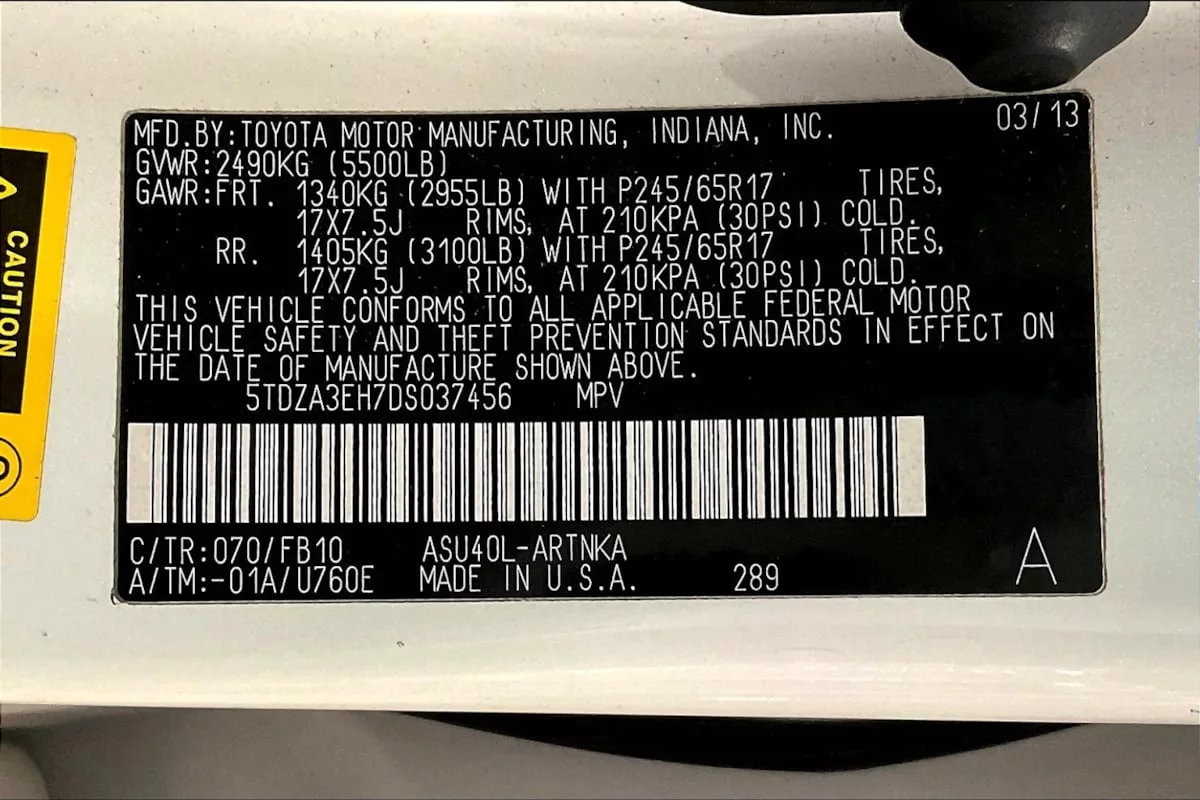 MFD.BY:TOYOTA MOTOR MANUFACTURING, INDIANA, INC. 03/13
GVWR:2490KG (5500LB)
GAWR:FRT. 1340KG (2955LB) WITH P245/65R17 TIRES,
17X7.5J RIMS, AT 210KPA (30PSI) COLD.
RR. 1405KG (3100LB) WITH P245/65R17 TIRES,
17X7.5J RIMS, AT 210KPA (30PSI) COLD.
THIS VEHICLE CONFORMS TO ALL APPLICABLE FEDERAL MOTOR
VEHICLE SAFETY AND THEFT PREVENTION STANDARDS IN EFFECT ON
THE DATE OF MANUFACTURE SHOWN ABOVE.
5TDZA3EH7DS037456 MPV
C/TR:070/FB10 ASU40L-ARTNKA
A/TM:-01A/U760E MADE IN U.S.A. 289
A
CAUTION